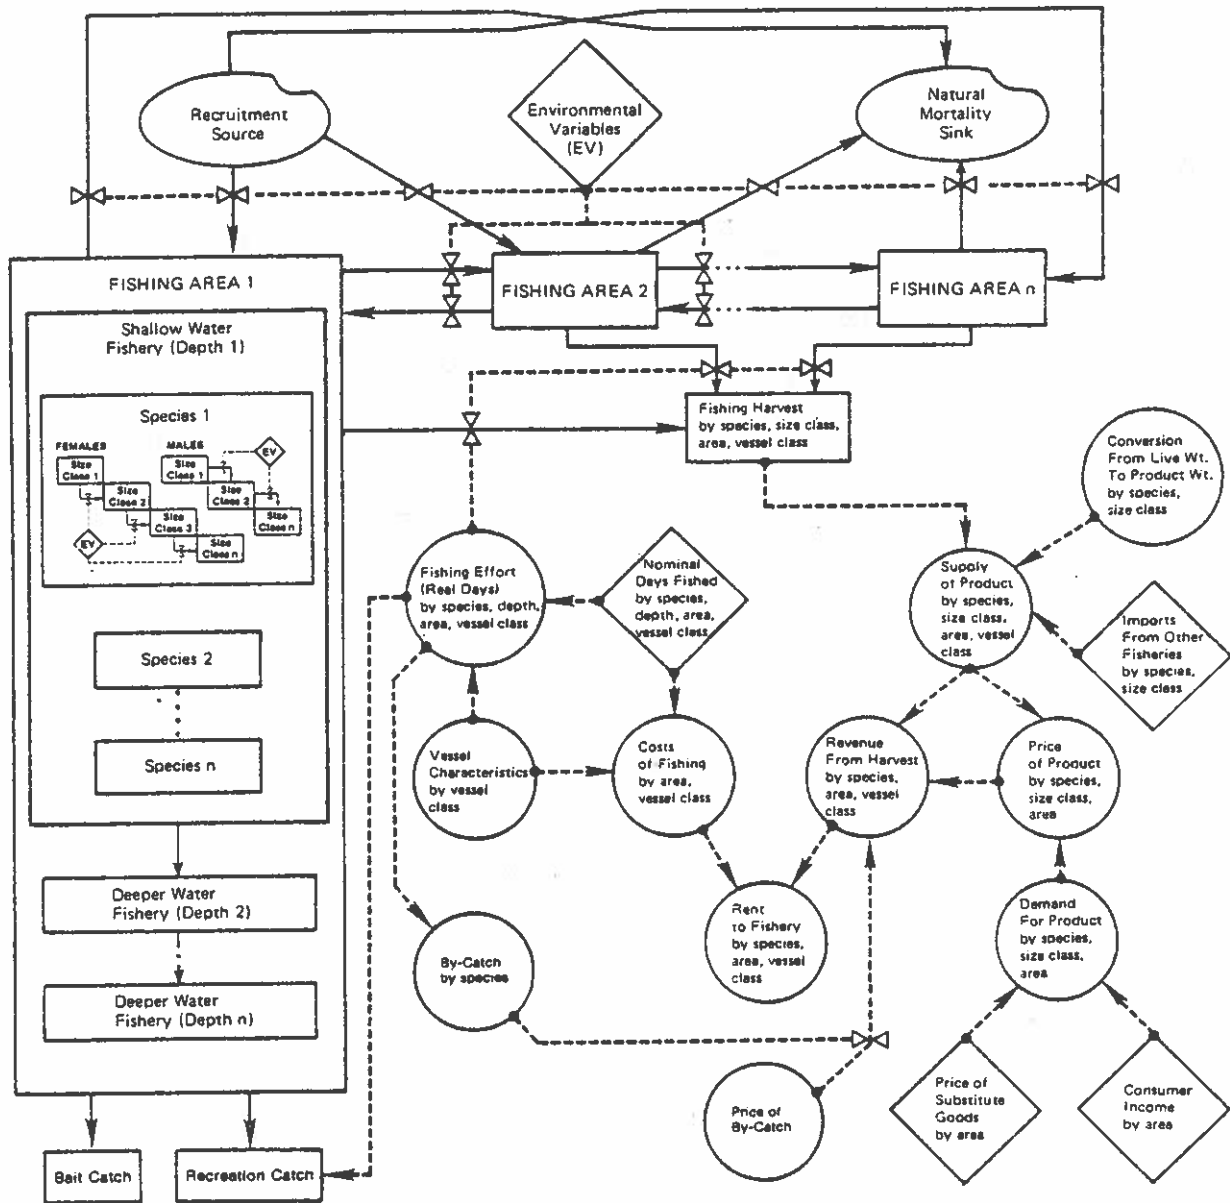 Recruitment
Source
Environmental
Variables
(EV)
Natural
Mortality
Sink
FISHING AREA 1
FISHING AREA 2
FISHING AREA n
Shallow Water
Fishery (Depth 1)
Species 1
FEMALES
MALES
Size
Class 1
Size
Class 2
Size
Class 3
Size
Class n
EV
Size
Class 1
Size
Class 2
Size
Class n
EV
Species 2
Species n
Deeper Water
Fishery (Depth 2)
Deeper Water
Fishery (Depth n)
Bait Catch
Recreation Catch
Fishing Harvest
by species, size class,
area, vessel class
Conversion
From Live Wt.
To Product Wt.
by species,
size class
Fishing Effort
(Real Days)
by species, depth,
area, vessel class
Nominal
Days Fished
by species,
depth, area,
vessel class
Supply
of Product
by species,
size class,
area, vessel
class
Imports
From Other
Fisheries
by species,
size class
Vessel
Characteristics
by vessel
class
Costs
of Fishing
by area,
vessel class
Revenue
From Harvest
by species,
area, vessel
class
Price
of Product
by species,
size class,
area
By-Catch
by species
Rent
to Fishery
by species,
area, vessel
class
Demand
For Product
by species,
size class,
area
Price of
By-Catch
Price of
Substitute
Goods
by area
Consumer
Income
by area